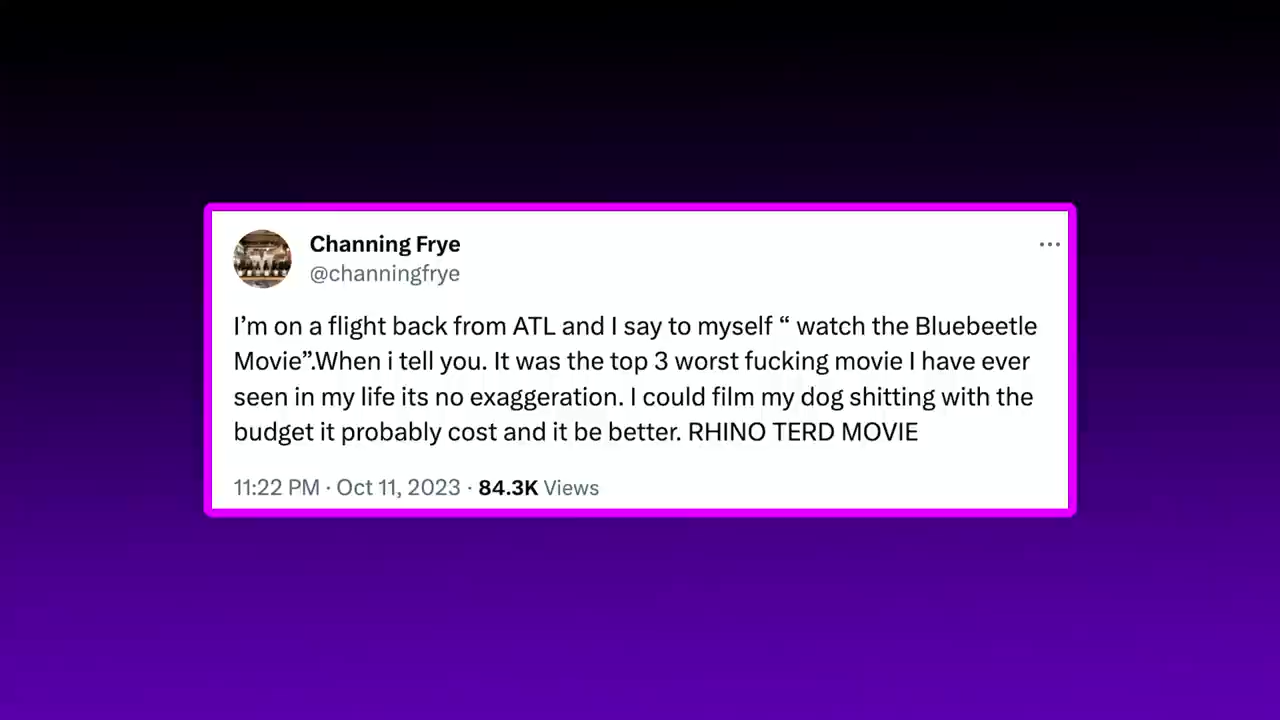 Channing Frye
@channingfrye
I’m on a flight back from ATL and I say to myself “ watch the Bluebeetle
Movie”.When i tell you. It was the top 3 worst fucking movie I have ever
seen in my life its no exaggeration. I could film my dog shitting with the
budget it probably cost and it be better. RHINO TERD MOVIE
11:22 PM · Oct 11, 2023 · 84.3K Views